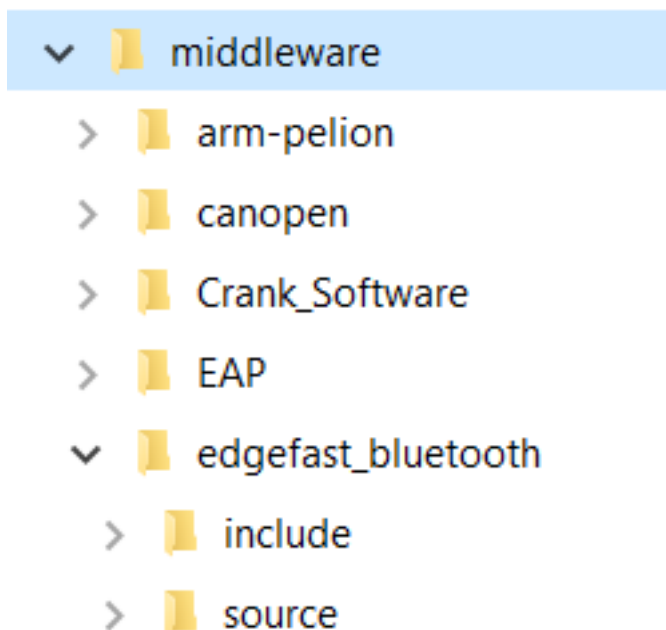 middleware
arm-pelion
canopen
Crank_Software
EAP
edgefast_bluetooth
include
source